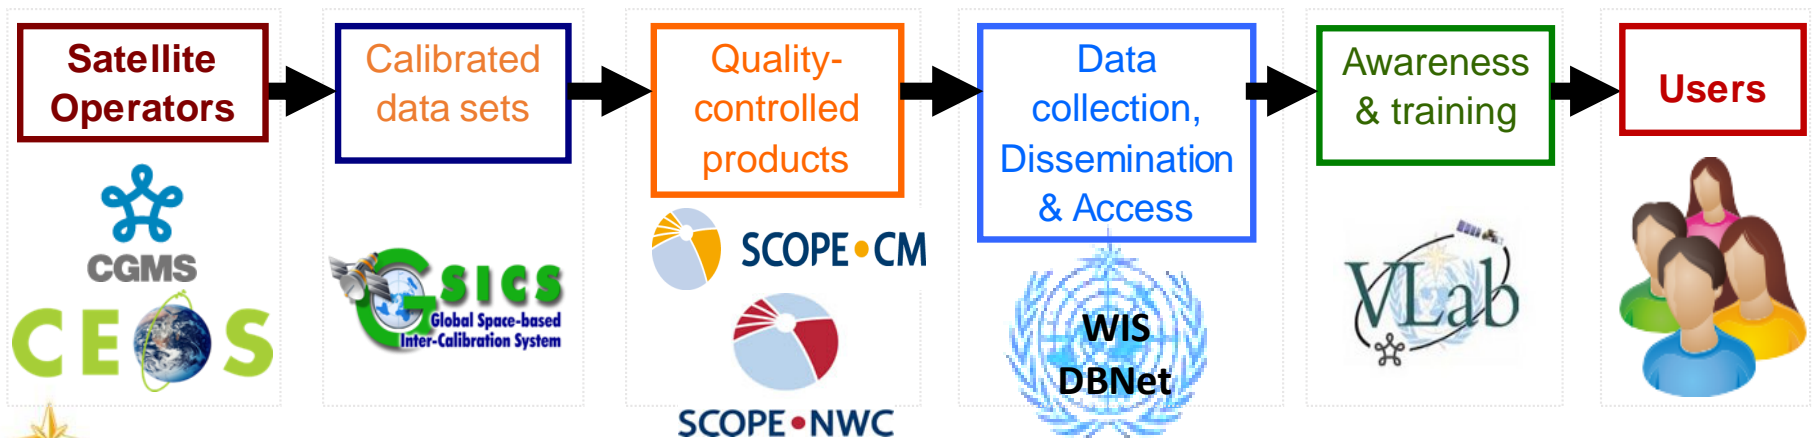 Satellite
Operators
CGMS
CEOS
Calibrated
data sets
GSICS
Global Space-based
Inter-Calibration System
Quality-
controlled
products
SCOPE•CM
SCOPE•NWC
Data
collection,
Dissemination
& Access
WIS
DBNet
Awareness
& training
VLab
Users